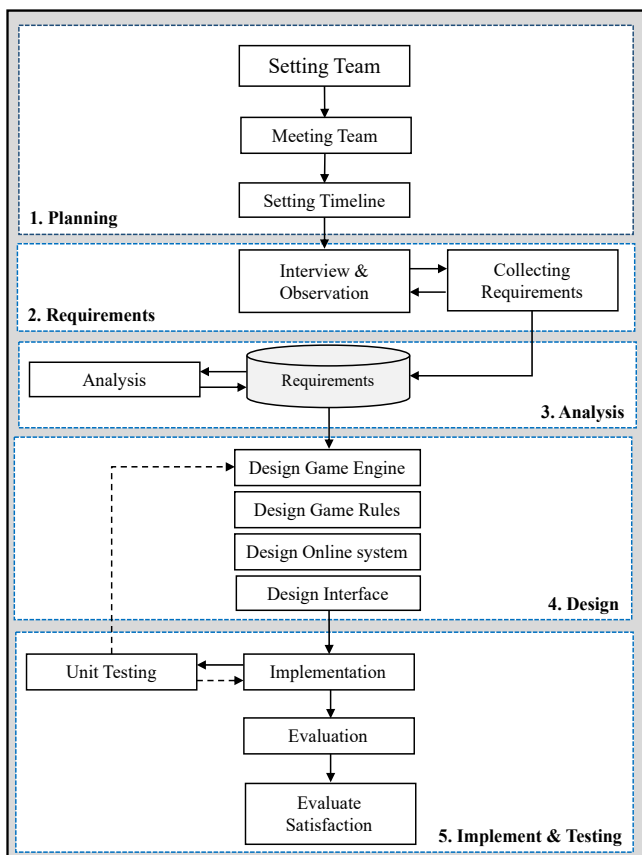 Setting Team
Meeting Team
Setting Timeline
1. Planning
Interview &
Observation
Collecting
Requirements
2. Requirements
Analysis
Requirements
3. Analysis
Design Game Engine
Design Game Rules
Design Online system
Design Interface
4. Design
Unit Testing
Implementation
Evaluation
Evaluate
Satisfaction
5. Implement & Testing